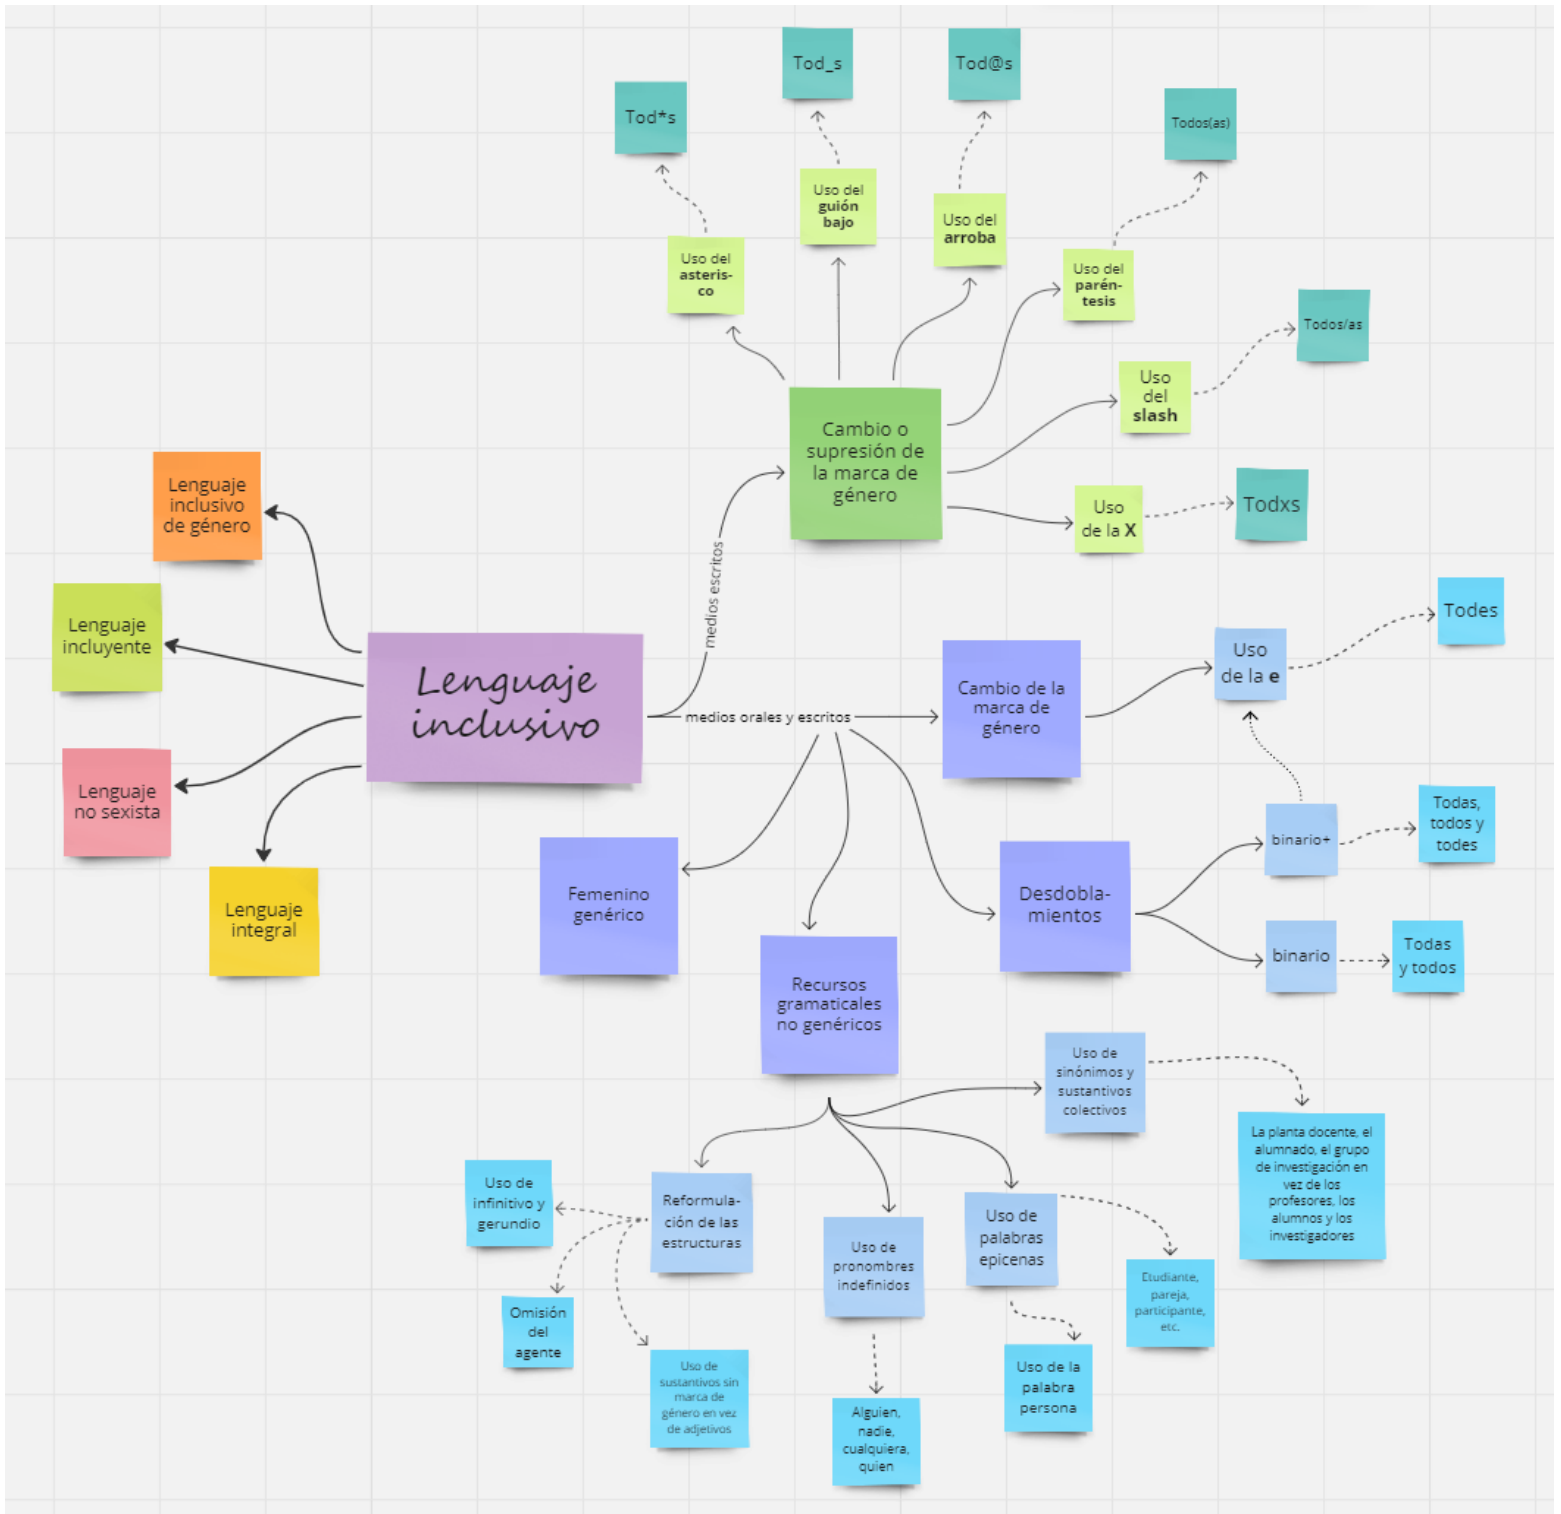 Tod_s
Tod@s
Tod*s
Todos(as)
Uso del
guión
bajo
Uso del
arroba
Uso del
asteris-
co
Uso del
parén-
tesis
Todos/as
Uso
del
slash
Cambio o
supresión de
la marca de
género
Uso
de la X
Todxs
Lenguaje
inclusivo
de género
Lenguaje
incluyente
Lenguaje
no sexista
Lenguaje
integral
Lenguaje
inclusivo
medios escritos
medios orales y escritos
Cambio de la
marca de
género
Uso
de la e
Todes
Desdobla-
mientos
binario+
Todas,
todos y
todes
binario
Todas
y todos
Femenino
genérico
Recursos
gramaticales
no genéricos
Uso de
sinónimos y
sustantivos
colectivos
La planta docente, el
alumnado, el grupo
de investigación en
vez de los
profesores, los
alumnos y los
investigadores
Reformula-
ción de las
estructuras
Uso de
infinitivo y
gerundio
Omisión
del
agente
Uso de
sustantivos sin
marca de
género en vez
de adjetivos
Uso de
pronombres
indefinidos
Alguien,
nadie,
cualquiera,
quien
Uso de
palabras
epicenas
Etudiante,
pareja,
participante,
etc.
Uso de la
palabra
persona